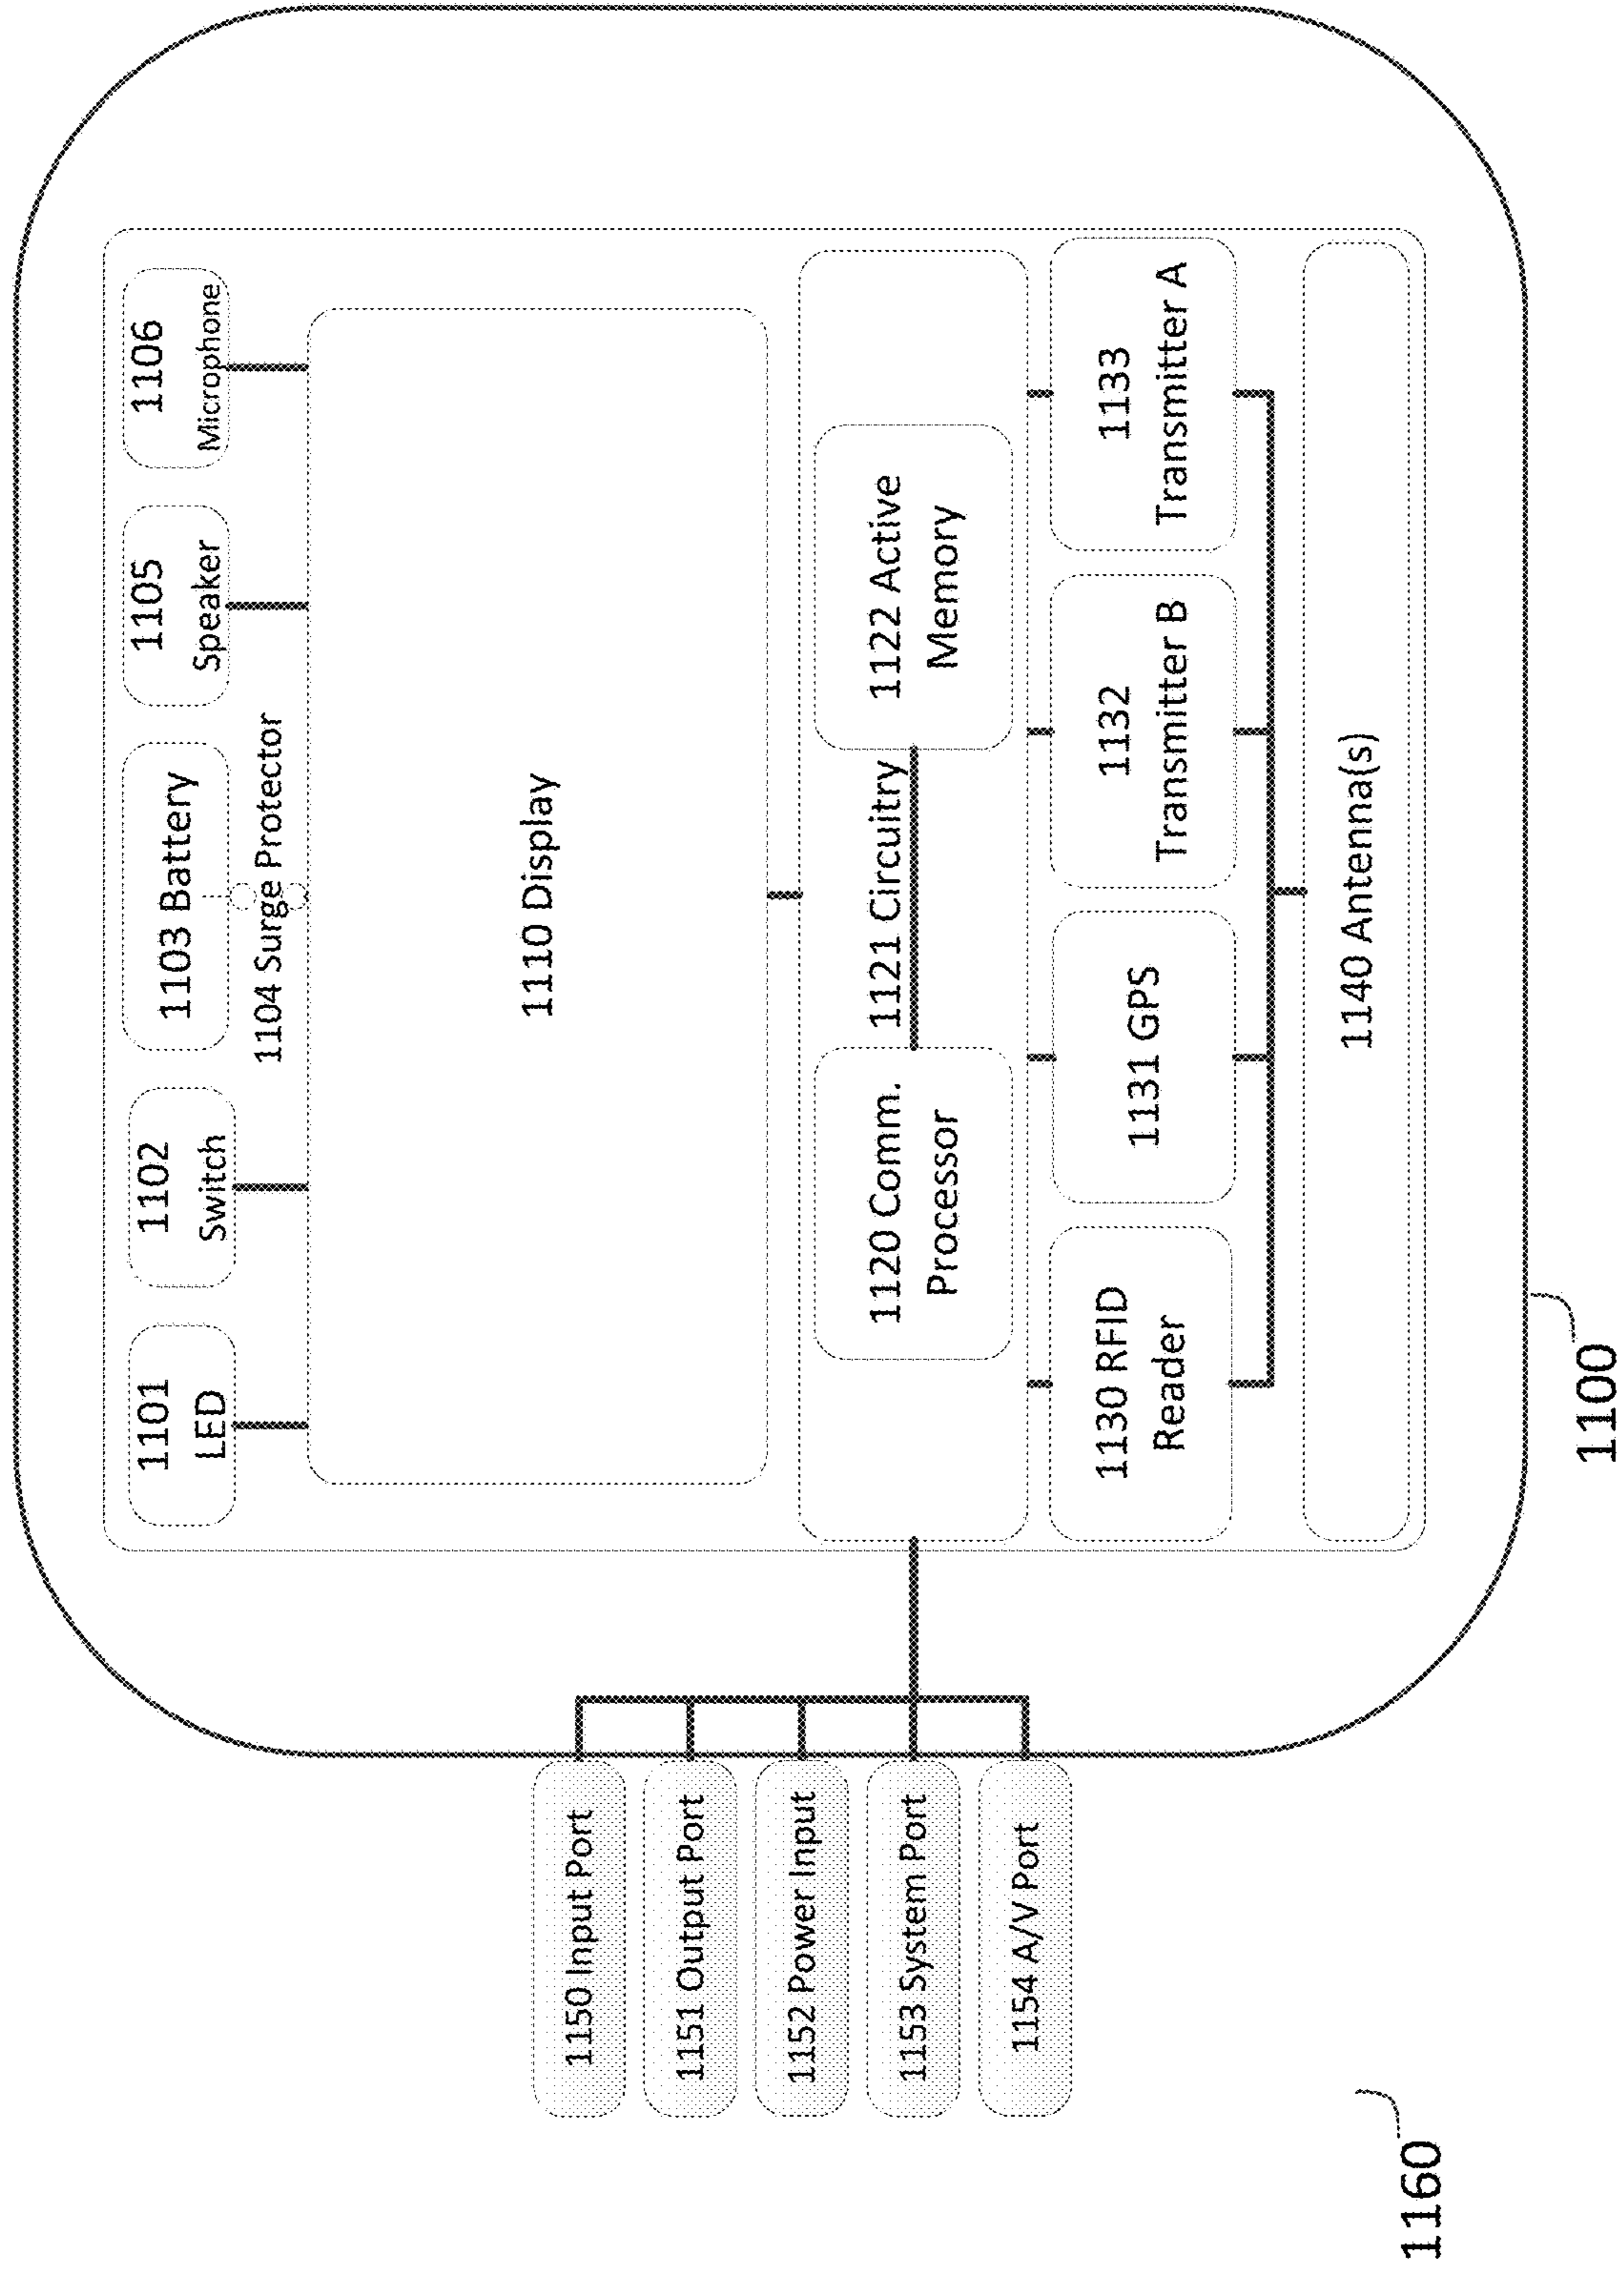 1101
LED
1102
Switch
1103 Battery
1104 Surge Protector
1105
Speaker
1106
Microphone
1110 Display
1150 Input Port
1151 Output Port
1152 Power Input
1153 System Port
1154 A/V Port
1120 Comm.
Processor
1121 Circuitry
1122 Active
Memory
1130 RFID
Reader
1131 GPS
1132
Transmitter B
1133
Transmitter A
1140 Antenna(s)
1160
1100